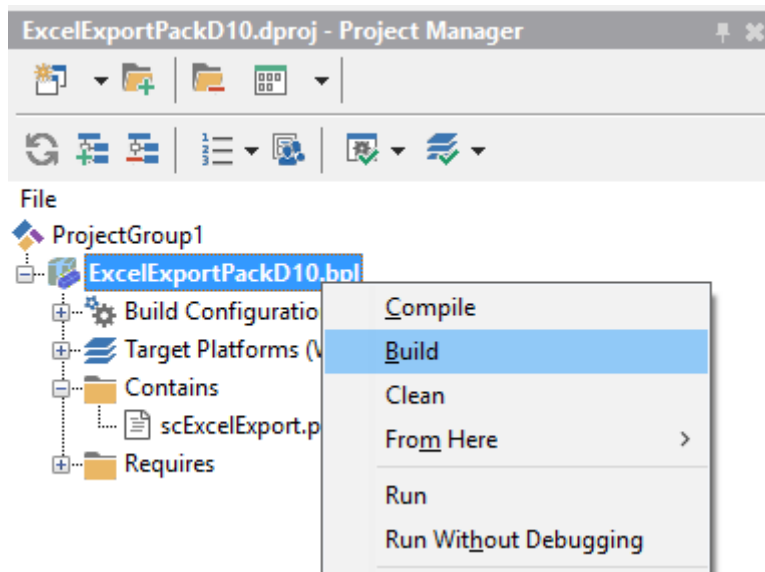 ExcelExportPackD10.dproj - Project Manager
File
ProjectGroup1
ExcelExportPackD10.bpl
Build Configuratio
Target Platforms (
Contains
scExcelExport.p
Requires
Compile
Build
Clean
From Here
Run
Run Without Debugging